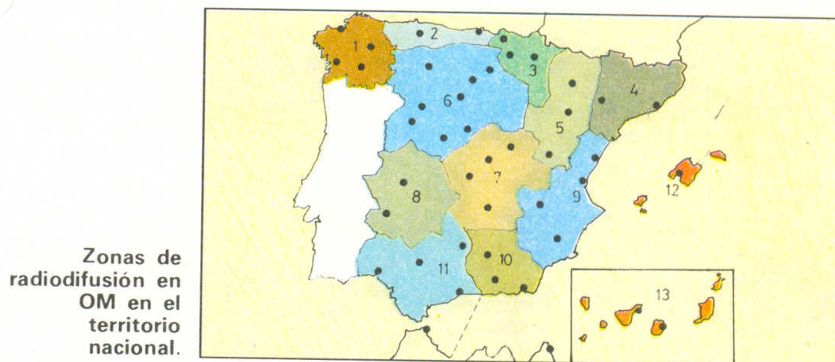 1
2
3
4
5
6
7
8
9
10
11
12
13
Zonas de
radiodifusión en
OM en el
territorio
nacional.